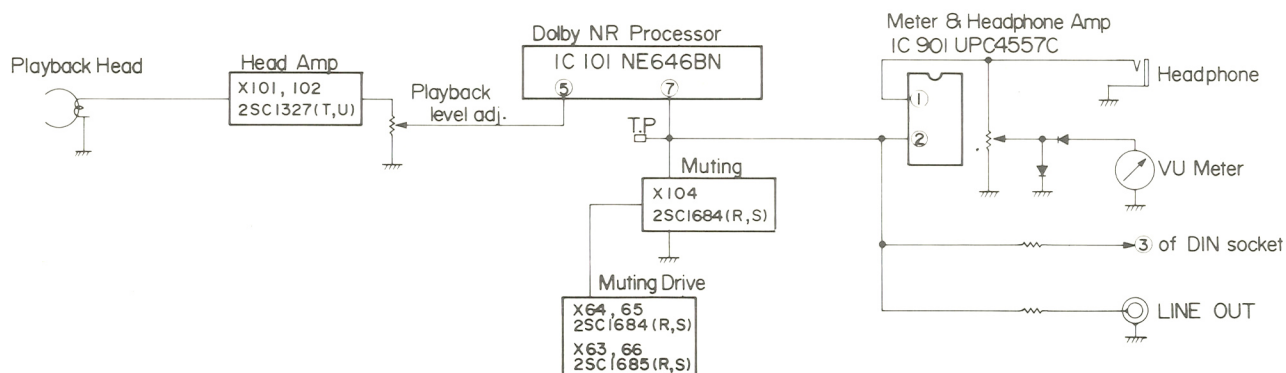 Playback Head
Head Amp
X101, 102
2SC1327(T,U)
Playback
level adj.
Dolby NR Processor
IC 101 NE646BN
5
7
T.P
Muting
X104
2SC1684(R,S)
Muting Drive
X64, 65
2SC1684(R,S)
X63, 66
2SC1685(R,S)
Meter & Headphone Amp
IC 901 UPC4557C
1
2
Headphone
VU Meter
3 of DIN socket
LINE OUT